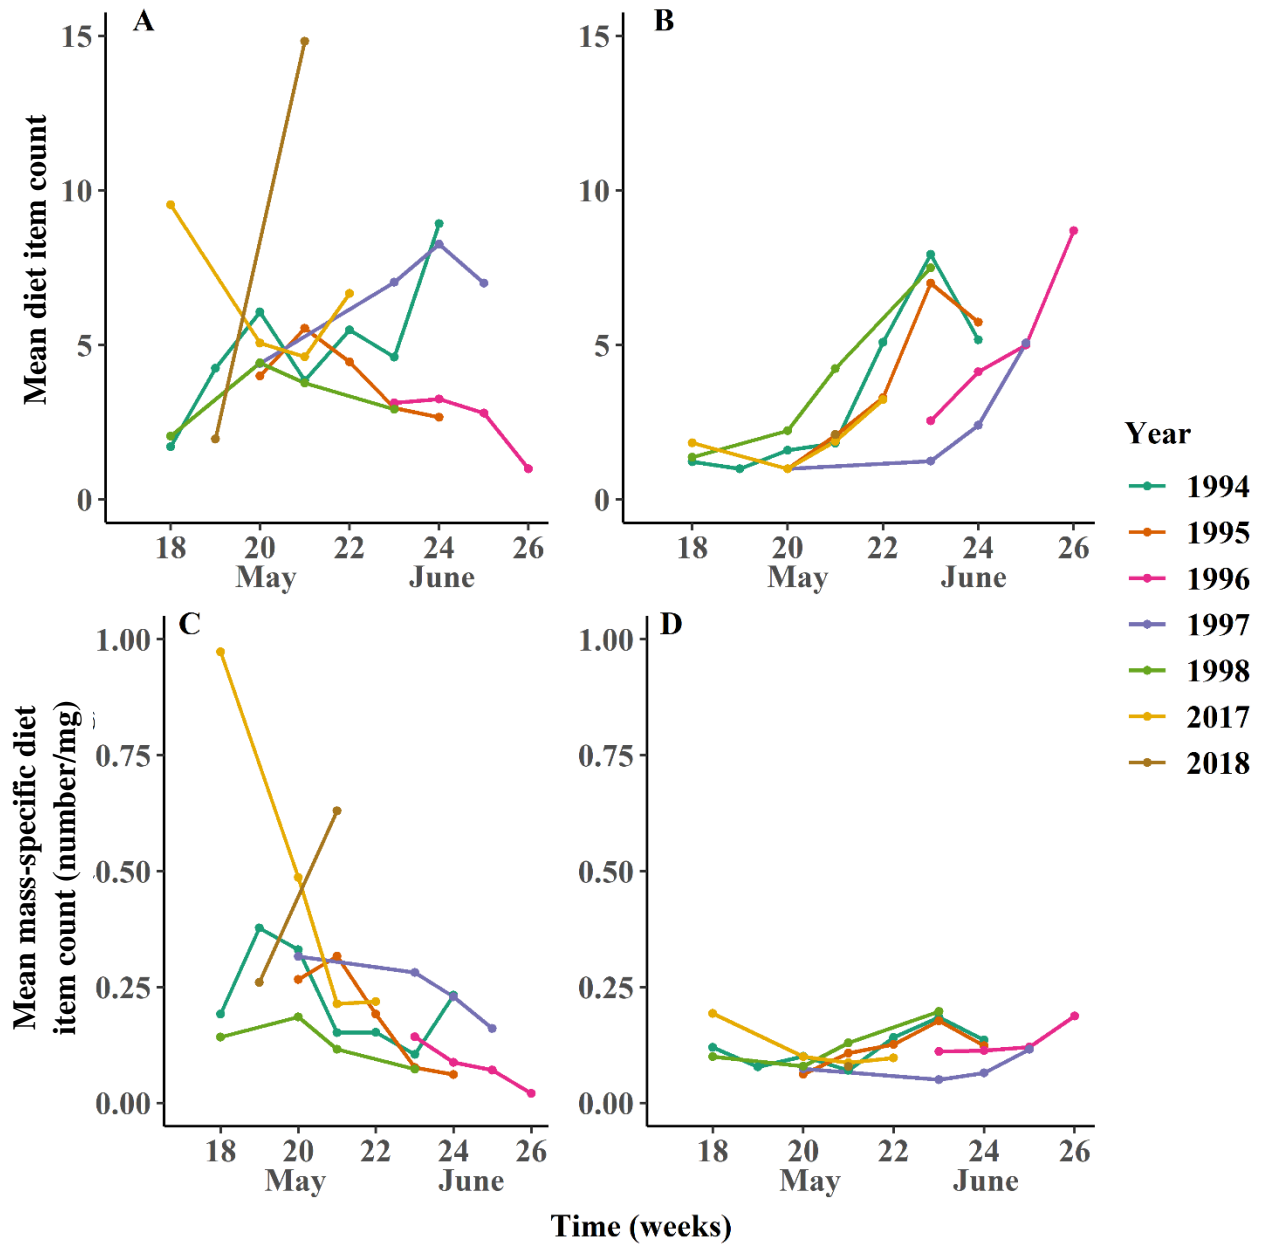 A
B
15
10
5
0
Mean diet item count
18 20 22 24 26
May June
15
10
5
0
18 20 22 24 26
May June
Year
1994
1995
1996
1997
1998
2017
2018
C
D
1.00
0.75
0.50
0.25
0.00
Mean mass-specific diet
item count (number/mg)
18 20 22 24 26
May June
1.00
0.75
0.50
0.25
0.00
18 20 22 24 26
May June
Time (weeks)